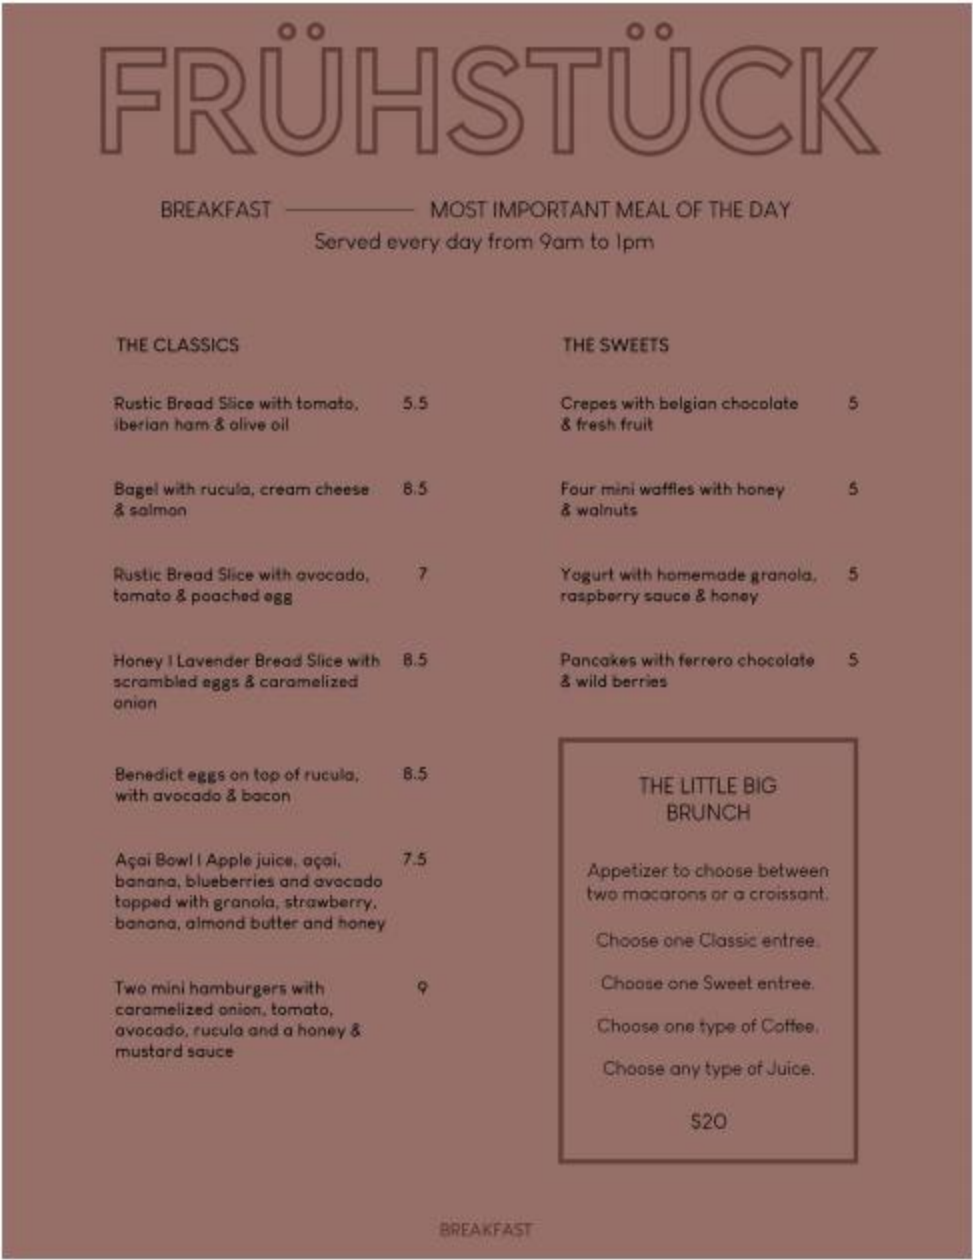 FRÜHSTÜCK
BREAKFAST MOST IMPORTANT MEAL OF THE DAY
Served every day from 9am to 1pm
THE CLASSICS
Rustic Bread Slice with tomato, 5.5
iberian ham & olive oil
Bagel with rucula, cream cheese 8.5
& salmon
Rustic Bread Slice with avocado, 7
tomato & poached egg
Honey | Lavender Bread Slice with 8.5
scrambled eggs & caramelized
onion
Benedict eggs on top of rucula, 8.5
with avocado & bacon
Açai Bowl | Apple juice, açai, 7.5
banana, blueberries and avocado
topped with granola, strawberry,
banana, almond butter and honey
Two mini hamburgers with 9
caramelized onion, tomato,
avocado, rucula and a honey &
mustard sauce
THE SWEETS
Crepes with belgian chocolate 5
& fresh fruit
Four mini waffles with honey 5
& walnuts
Yogurt with homemade granola, 5
raspberry sauce & honey
Pancakes with ferrero chocolate 5
& wild berries
THE LITTLE BIG
BRUNCH
Appetizer to choose between
two macarons or a croissant.
Choose one Classic entree.
Choose one Sweet entree.
Choose one type of Coffee.
Choose any type of Juice.
$20
BREAKFAST